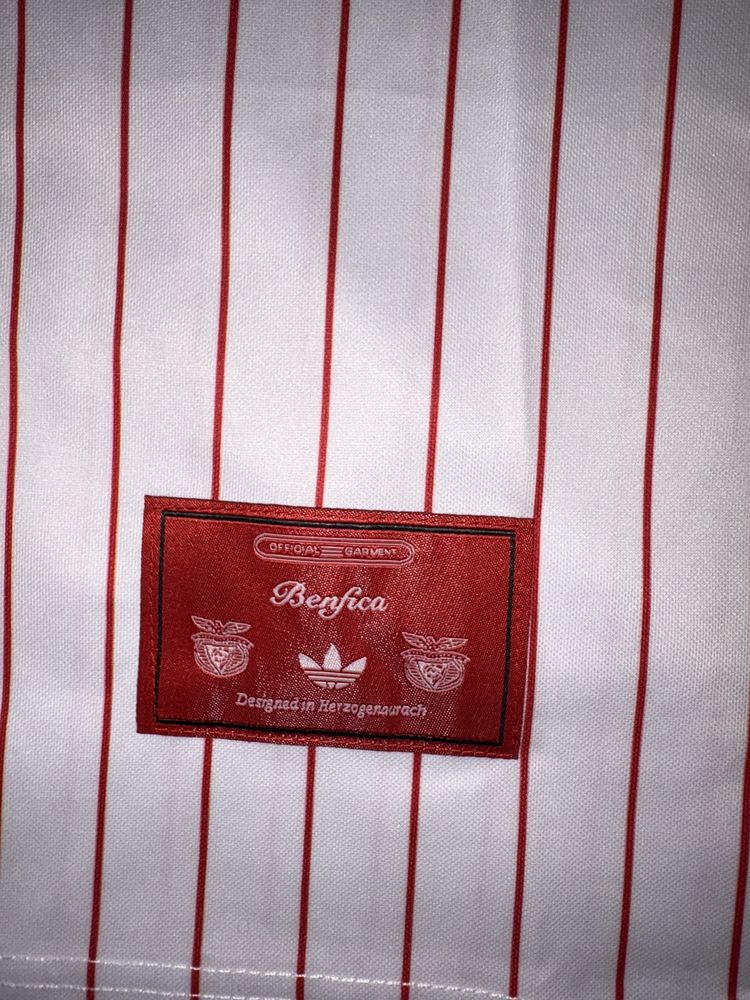 OFFICIAL GARMENT
Benfica
Designed in Herzogenaurach